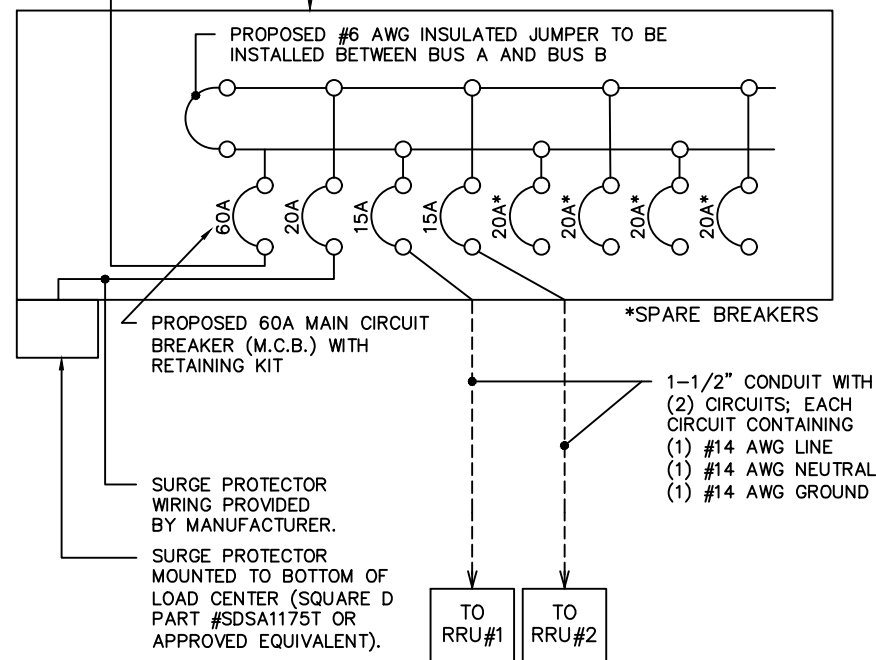 PROPOSED #6 AWG INSULATED JUMPER TO BE
INSTALLED BETWEEN BUS A AND BUS B
60A
20A
15A
15A
20A*
20A*
20A*
20A*
*SPARE BREAKERS
PROPOSED 60A MAIN CIRCUIT
BREAKER (M.C.B.) WITH
RETAINING KIT
1-1/2" CONDUIT WITH
(2) CIRCUITS; EACH
CIRCUIT CONTAINING
(1) #14 AWG LINE
(1) #14 AWG NEUTRAL
(1) #14 AWG GROUND
SURGE PROTECTOR
WIRING PROVIDED
BY MANUFACTURER.
SURGE PROTECTOR
MOUNTED TO BOTTOM OF
LOAD CENTER (SQUARE D
PART #SDSA1175T OR
APPROVED EQUIVALENT).
TO
RRU#1
TO
RRU#2